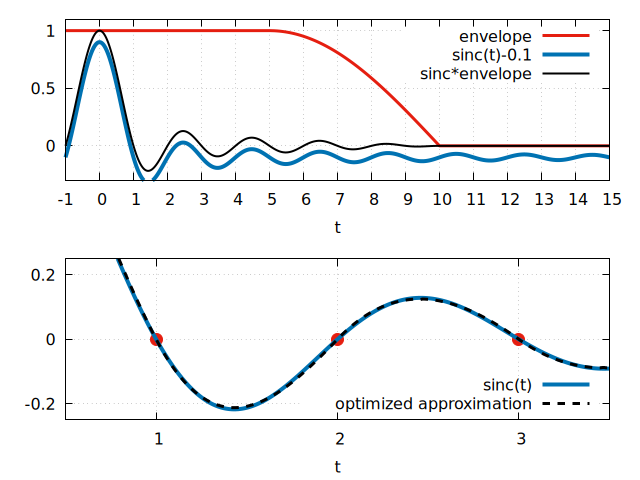 1
envelope
sinc(t)-0.1
0.5
sinc*envelope
0
-1 0 1 2 3 4 5 6 7 8 9 10 11 12 13 14 15
t
0.2
0
sinc(t)
-0.2
optimized approximation
1 2 3
t